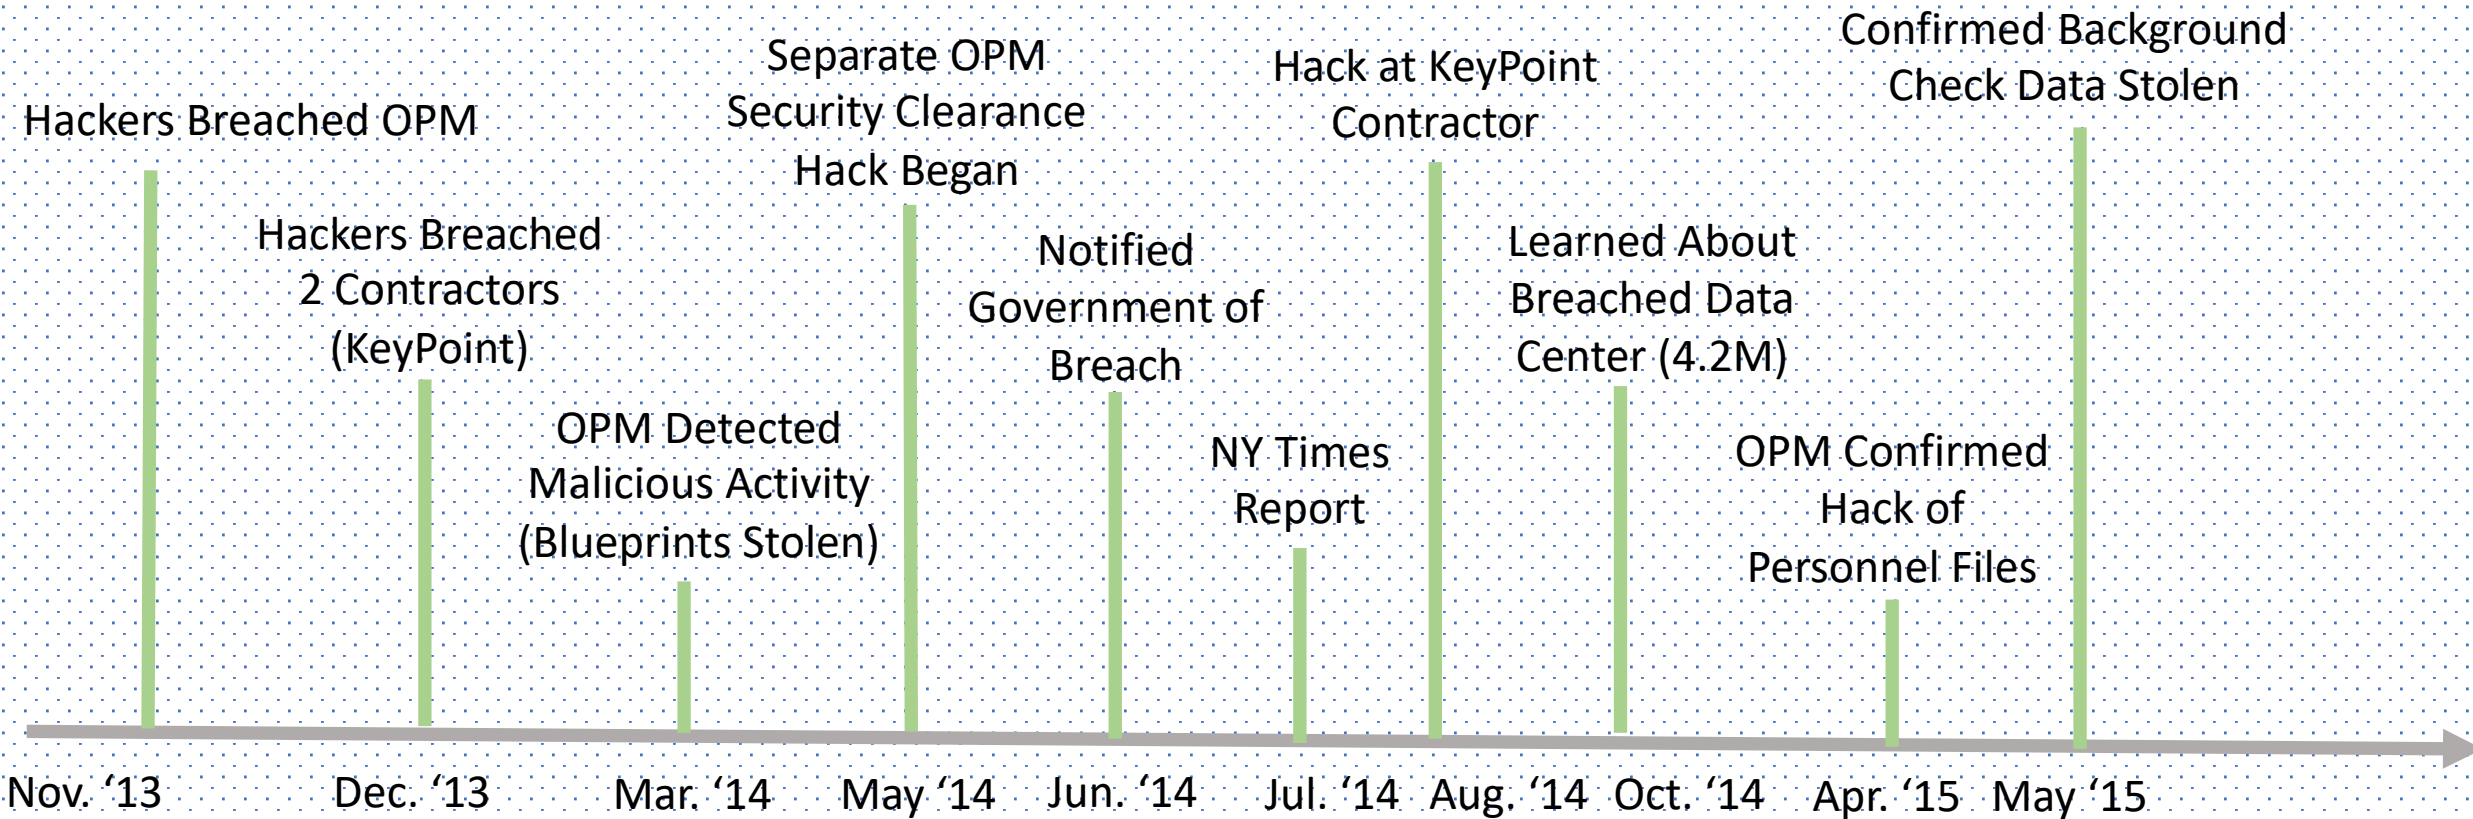 Hackers Breached OPM
Hackers Breached
2 Contractors
(KeyPoint)
OPM Detected
Malicious Activity
(Blueprints Stolen)
Separate OPM
Security Clearance
Hack Began
Notified
Government of
Breach
NY Times
Report
Hack at KeyPoint
Contractor
Learned About
Breached Data
Center (4.2M)
OPM Confirmed
Hack of
Personnel Files
Confirmed Background
Check Data Stolen
Nov. ‘13
Dec. ‘13
Mar. ‘14
May ‘14
Jun. ‘14
Jul. ‘14
Aug. ‘14
Oct. ‘14
Apr. ‘15
May ‘15